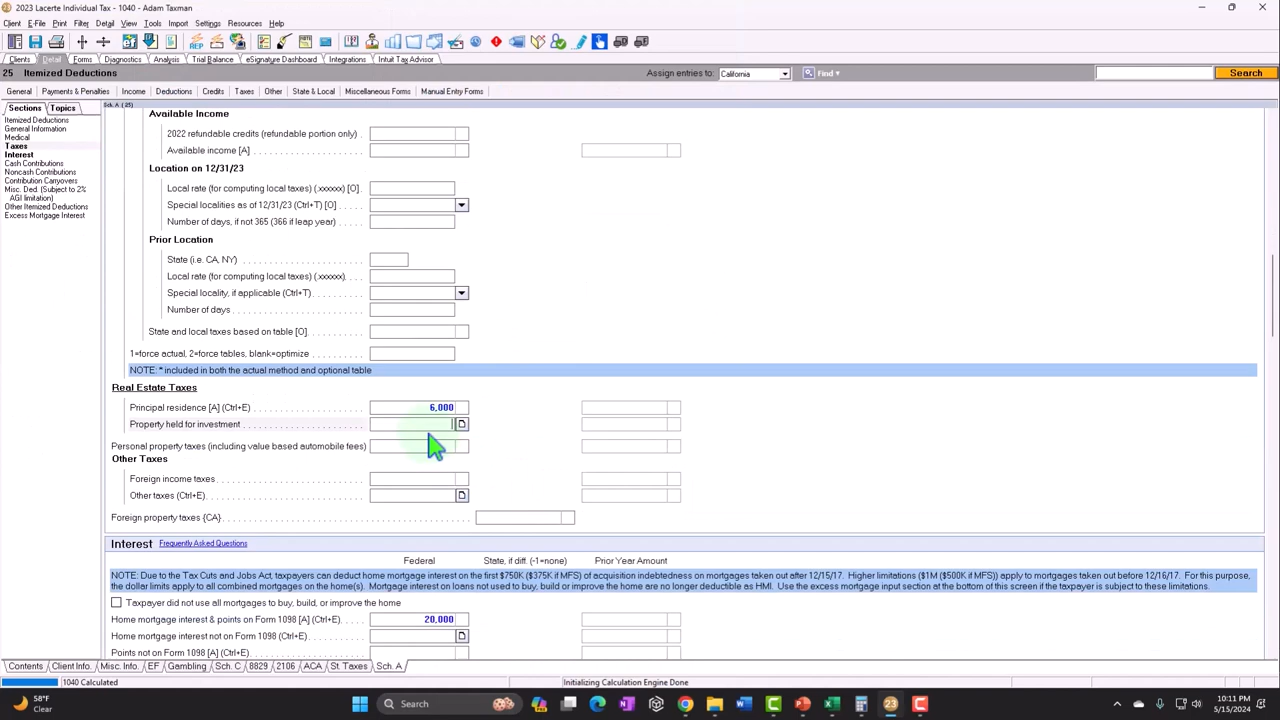 2023 Lacerte Individual Tax - 1040 - Adam Taxman
Client E-File Print Filter Detail View Tools Import Settings Resources Help
Clients Detail Forms Diagnostics Analysis Trial Balance eSignature Dashboard Integrations Intuit Tax Advisor
25 Itemized Deductions Assign entries to: California Find Search
General Payments & Penalties Income Deductions Credits Taxes Other State & Local Miscellaneous Forms Manual Entry Forms
Sections Topics
Sch. A (25)
Itemized Deductions
General Information
Medical
Taxes
Interest
Cash Contributions
Noncash Contributions
Contribution Carryovers
Misc. Ded. (Subject to 2%
AGI limitation)
Other Itemized Deductions
Excess Mortgage Interest
Available Income
2022 refundable credits (refundable portion only)
Available income [A]
Location on 12/31/23
Local rate (for computing local taxes) (.xxxxxx) [O]
Special localities as of 12/31/23 (Ctrl+T) [O]
Number of days, if not 365 (366 if leap year)
Prior Location
State (i.e. CA, NY)
Local rate (for computing local taxes) (.xxxxxx)
Special locality, if applicable (Ctrl+T)
Number of days
State and local taxes based on table [O]
1=force actual, 2=force tables, blank=optimize
NOTE: * included in both the actual method and optional table
Real Estate Taxes
Principal residence [A] (Ctrl+E) 6,000
Property held for investment
Personal property taxes (including value based automobile fees)
Other Taxes
Foreign income taxes
Other taxes (Ctrl+E)
Foreign property taxes {CA}
Interest Frequently Asked Questions
Federal State, if diff. (-1=none) Prior Year Amount
NOTE: Due to the Tax Cuts and Jobs Act, taxpayers can deduct home mortgage interest on the first $750K ($375K if MFS) of acquisition indebtedness on mortgages taken out after 12/15/17. Higher limitations ($1M ($500K if MFS)) apply to mortgages taken out before 12/16/17. For this purpose,
the dollar limits apply to all combined mortgages on the home(s). Mortgage interest on loans not used to buy, build or improve the home are no longer deductible as HMI. Use the excess mortgage input section at the bottom of this screen if the taxpayer is subject to these limitations.
Taxpayer did not use all mortgages to buy, build, or improve the home
Home mortgage interest & points on Form 1098 [A] (Ctrl+E) 20,000
Home mortgage interest not on Form 1098 (Ctrl+E)
Points not on Form 1098 [A]
Contents Client Info. Misc. Info. EF Gambling Sch. C 8829 2106 ACA St. Taxes Sch. A
1040 Calculated Initializing Calculation Engine Done
58°F
Clear
Search
10:11 PM
5/15/2024